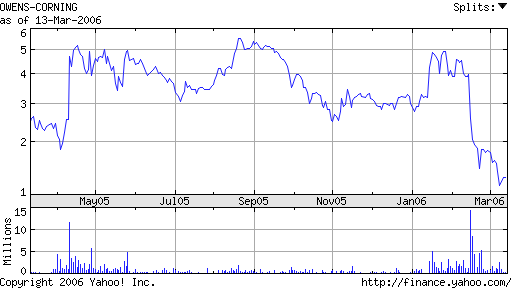 OWENS-CORNING
as of 13-Mar-2006
Splits:▼
6
5
4
3
2
1
May05 Jul05 Sep05 Nov05 Jan06 Mar06
15
10
5
0
Millions
Copyright 2006 Yahoo! Inc.
http://finance.yahoo.com/